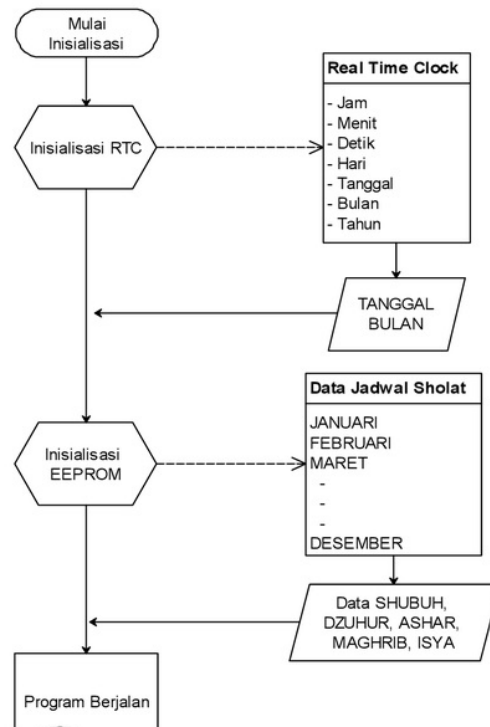 Mulai
Inisialisasi
Real Time Clock
- Jam
- Menit
- Detik
- Hari
- Tanggal
- Bulan
- Tahun
Inisialisasi RTC
TANGGAL
BULAN
Data Jadwal Sholat
JANUARI
FEBRUARI
MARET
-
-
-
DESEMBER
Inisialisasi
EEPROM
Data SHUBUH,
DZUHUR, ASHAR,
MAGHRIB, ISYA
Program Berjalan